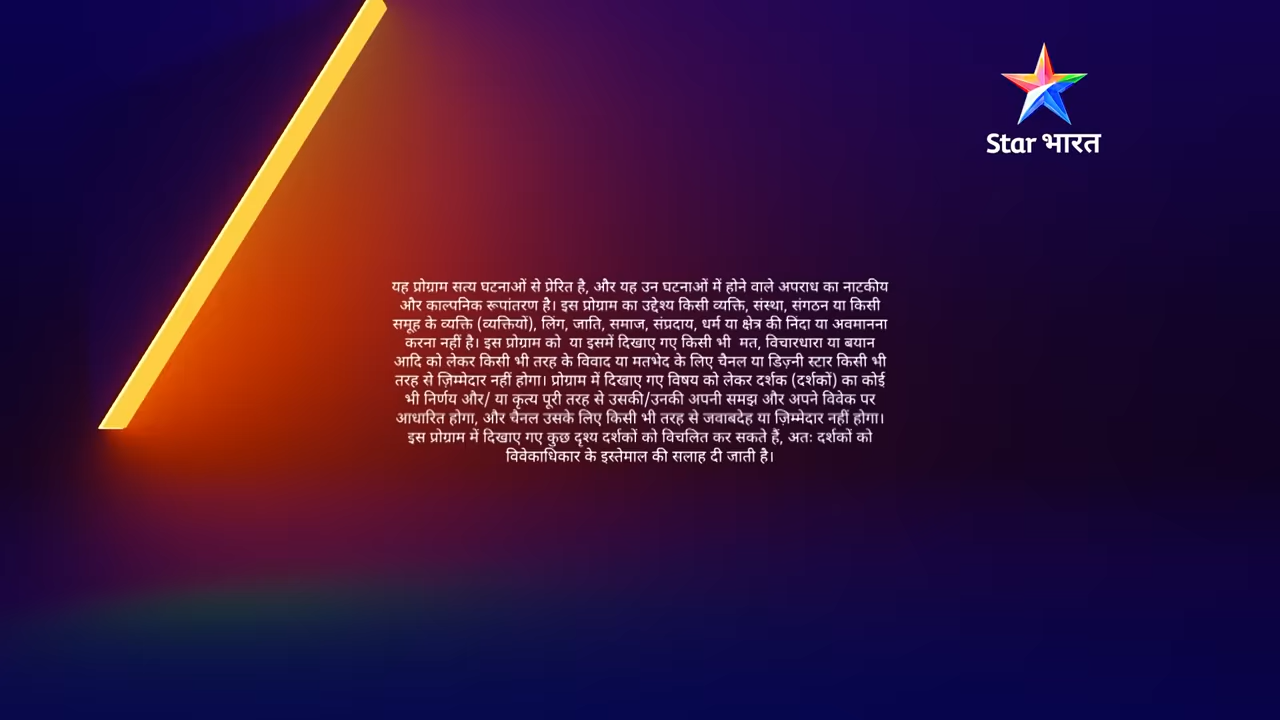 Star भारत
यह प्रोग्राम सत्य घटनाओं से प्रेरित है, और यह उन घटनाओं में होने वाले अपराध का नाटकीय
और काल्पनिक रूपांतरण है। इस प्रोग्राम का उद्देश्य किसी व्यक्ति, संस्था, संगठन या किसी
समूह के व्यक्ति (व्यक्तियों), लिंग, जाति, समाज, संप्रदाय, धर्म या क्षेत्र की निंदा या अवमानना
करना नहीं है। इस प्रोग्राम को  या इसमें दिखाए गए किसी भी  मत, विचारधारा या बयान
आदि को लेकर किसी भी तरह के विवाद या मतभेद के लिए चैनल या डिज़्नी स्टार किसी भी
तरह से ज़िम्मेदार नहीं होगा। प्रोग्राम में दिखाए गए विषय को लेकर दर्शक (दर्शकों) का कोई
भी निर्णय और/ या कृत्य पूरी तरह से उसकी/उनकी अपनी समझ और अपने विवेक पर
आधारित होगा, और चैनल उसके लिए किसी भी तरह से जवाबदेह या ज़िम्मेदार नहीं होगा।
इस प्रोग्राम में दिखाए गए कुछ दृश्य दर्शकों को विचलित कर सकते हैं, अतः दर्शकों को
विवेकाधिकार के इस्तेमाल की सलाह दी जाती है।